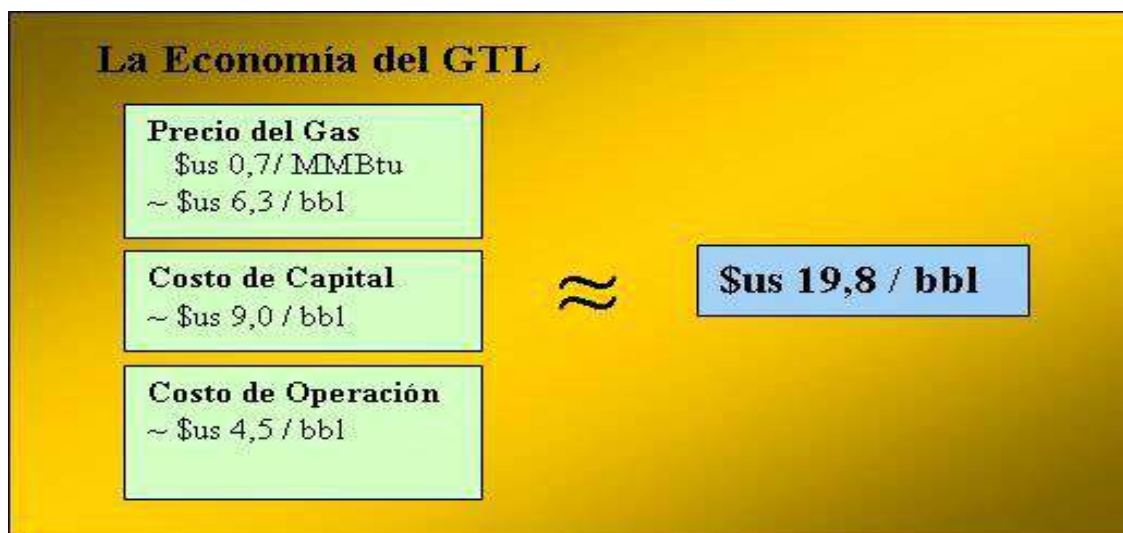 La Economía del GTL
Precio del Gas
$us 0,7/ MMBtu
~ $us 6,3 / bbl
Costo de Capital
~ $us 9,0 / bbl
Costo de Operación
~ $us 4,5 / bbl
≈
$us 19,8 / bbl